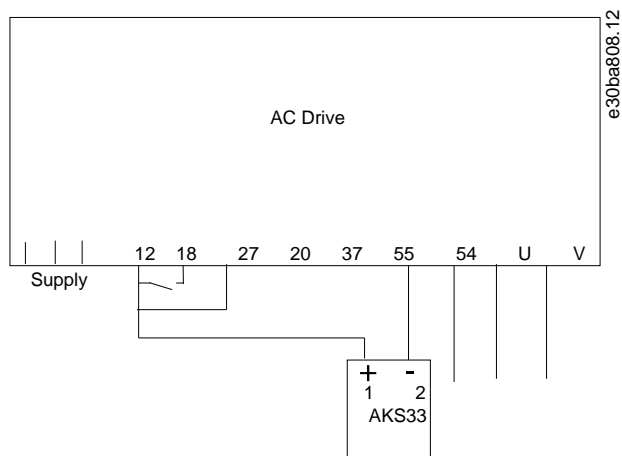 e30ba808.12
AC Drive
12 18 27 20 37 55 54 U V
Supply
+ -
1 2
AKS33